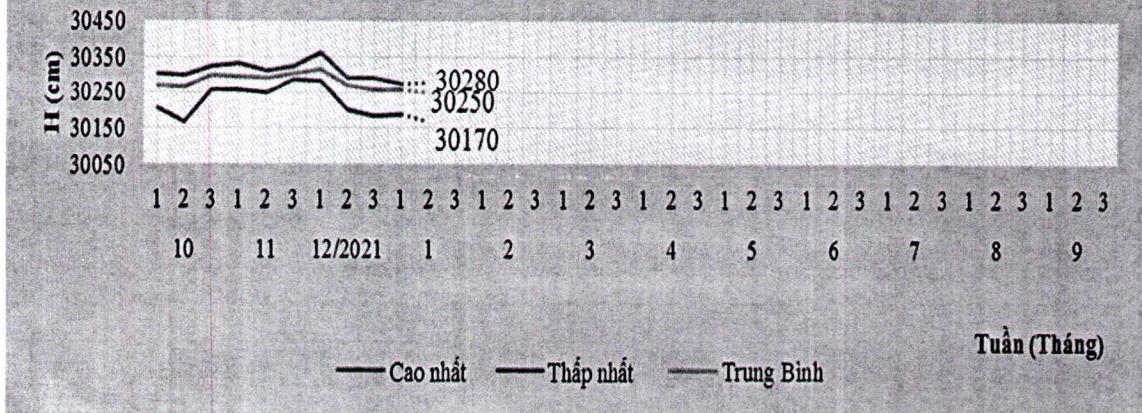 30450
30350
30250
30150
30050
H (cm)
30280
30250
30170
1 2 3 1 2 3 1 2 3 1 2 3 1 2 3 1 2 3 1 2 3 1 2 3 1 2 3 1 2 3 1 2 3 1 2 3
10 11 12/2021 1 2 3 4 5 6 7 8 9
Tuần (Tháng)
Cao nhất Thấp nhất Trung Bình